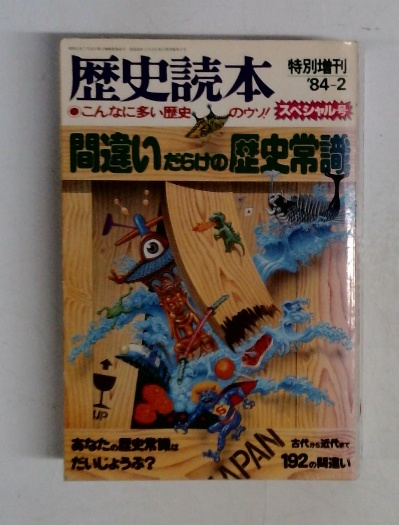 歴史読本
特別増刊
'84-2
●こんなに多い歴史のウソ!
スペシャル号
間違いだらけの歴史常識
UP
S
JAPAN
あなたの歴史常識は
だいじょうぶ?
古代から近代まで
192の間違い